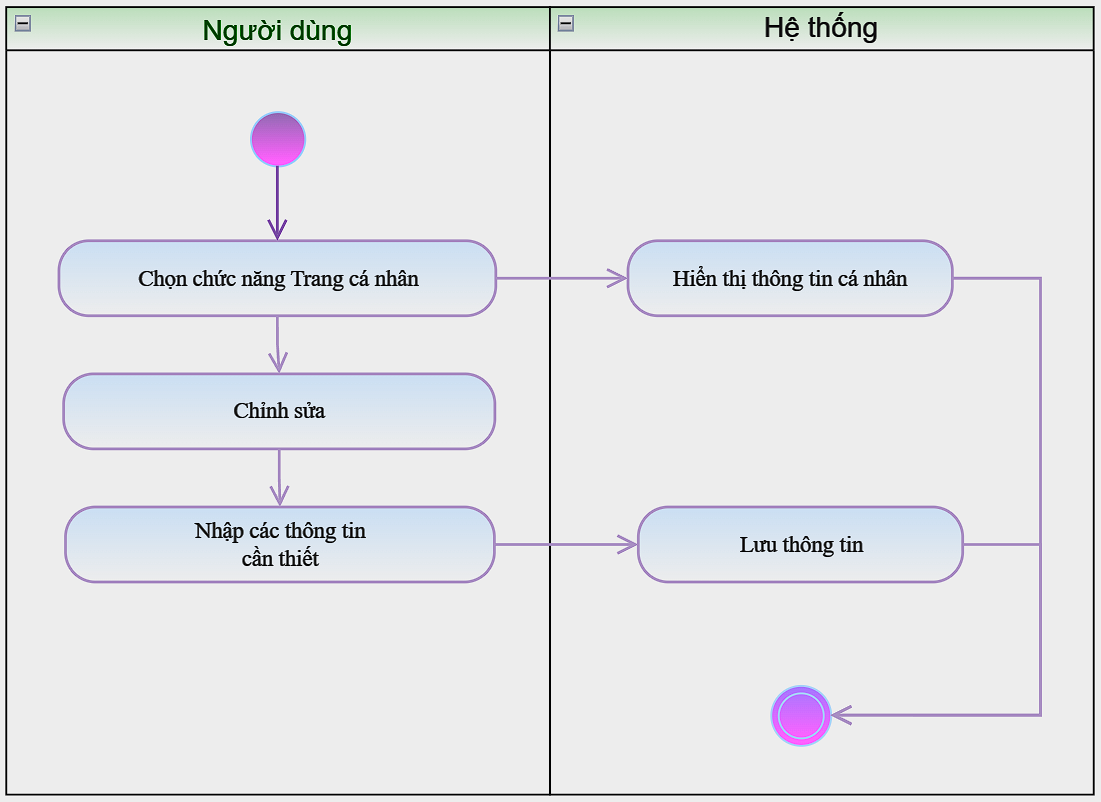 Người dùng
Hệ thống
Chọn chức năng Trang cá nhân
Hiển thị thông tin cá nhân
Chỉnh sửa
Nhập các thông tin
cần thiết
Lưu thông tin